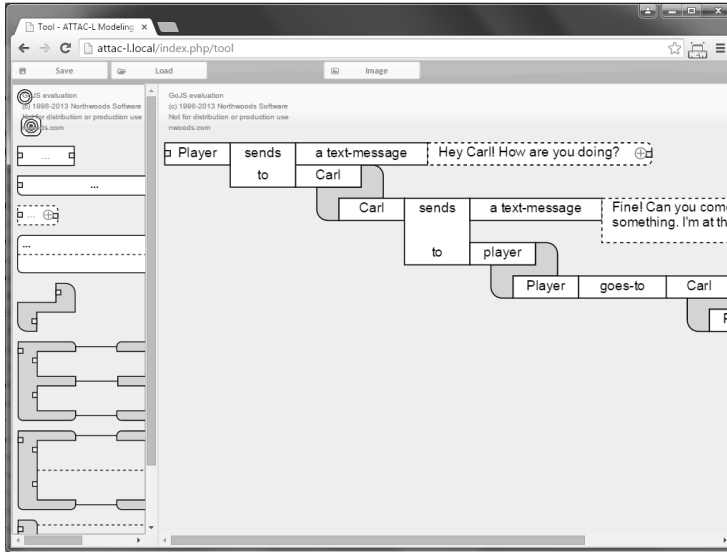 Tool - ATTAC-L Modeling
attac-l.local/index.php/tool
NEW
Save
Load
Image
GoJS evaluation
(c) 1998-2013 Northwoods Software
Not for distribution or production use
nwoods.com
GoJS evaluation
(c) 1998-2013 Northwoods Software
Not for distribution or production use
nwoods.com
...
...
...
...
Player sends a text-message Hey Carl! How are you doing?
to Carl
Carl sends a text-message Fine! Can you come
something. I'm at th
to player
Player goes-to Carl